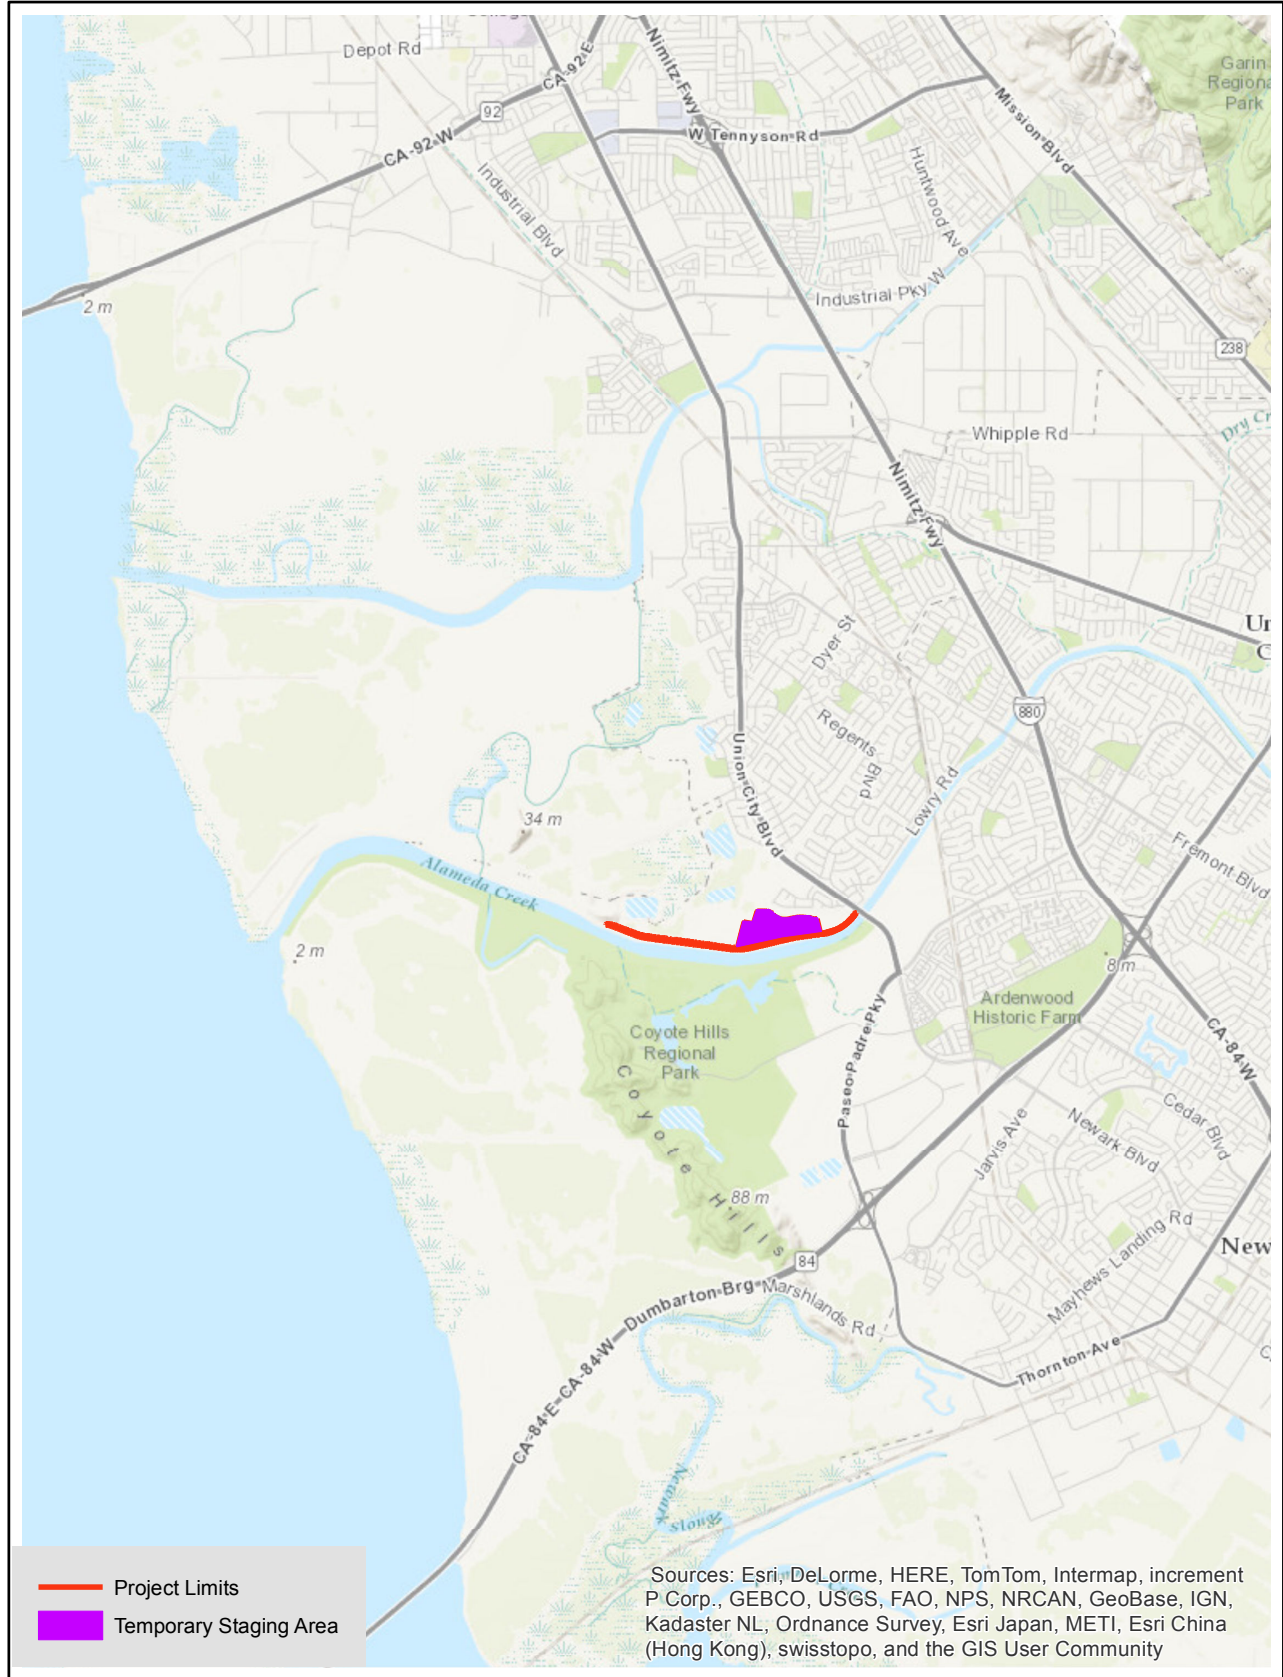 Depot Rd
CA-92-E
Nimitz-Fwy
92
W Tennyson-Rd
Mission-Blvd
Garin
Regiona
Park
CA-92-W
Industrial Blvd
Huntwood Ave
2 m
Industrial-Pky W
238
Whipple Rd
Dry Cr
Nimitz-Fwy
Un
C
Dyer St
Regents
Blvd
880
Union-City-Blvd
Lowry Rd
34 m
Fremont-Blvd
Alameda Creek
2 m
8 m
Ardenwood
Historic Farm
Coyote Hills
Regional
Park
Paseo-Padre-Pky
CA-84-W
Coyote Hills
Cedar Blvd
Newark-Blvd
Jarvis-Ave
88 m
Mayhews Landing Rd
New
84
Dumbarton-Brg
Marshlands Rd
CA-84-E-CA-84-W
Thornton-Ave
Newark
Slough
Project Limits
Temporary Staging Area
Sources: Esri, DeLorme, HERE, TomTom, Intermap, increment
P Corp., GEBCO, USGS, FAO, NPS, NRCAN, GeoBase, IGN,
Kadaster NL, Ordnance Survey, Esri Japan, METI, Esri China
(Hong Kong), swisstopo, and the GIS User Community